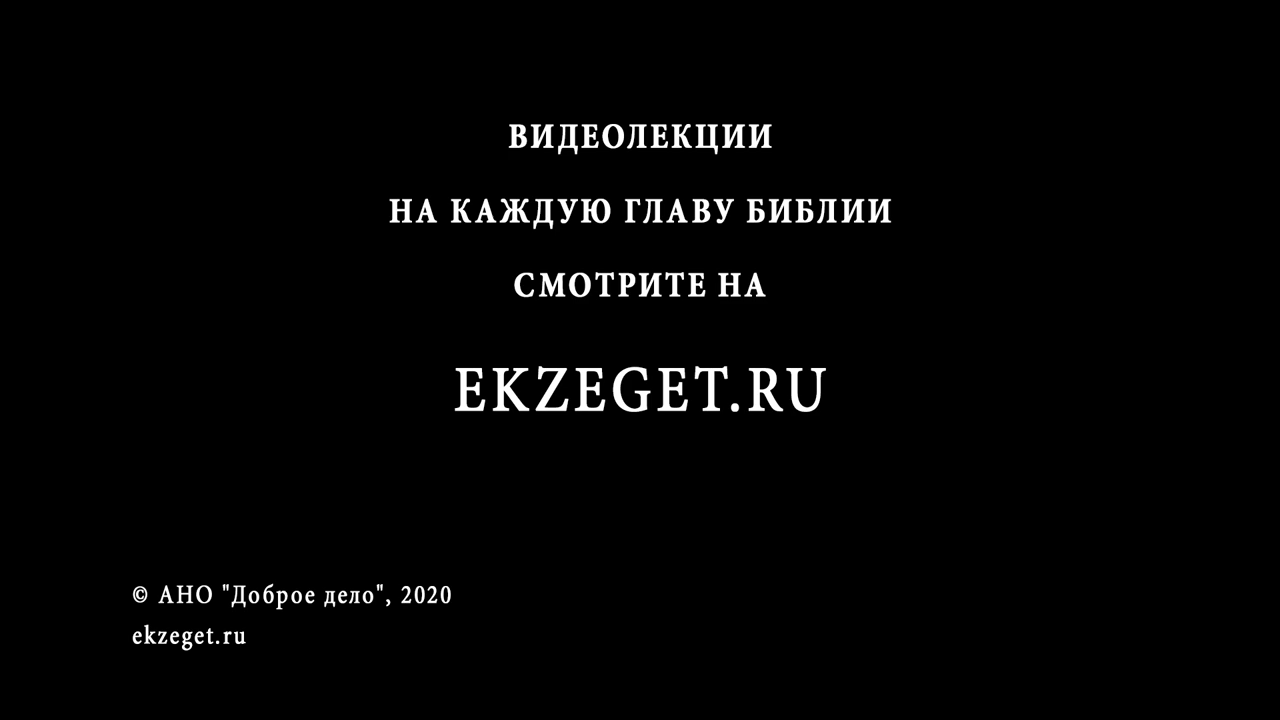 ВИДЕОЛЕКЦИИ
НА КАЖДУЮ ГЛАВУ БИБЛИИ
СМОТРИТЕ НА
EKZEGET.RU
© АНО "Доброе дело", 2020
ekzeget.ru